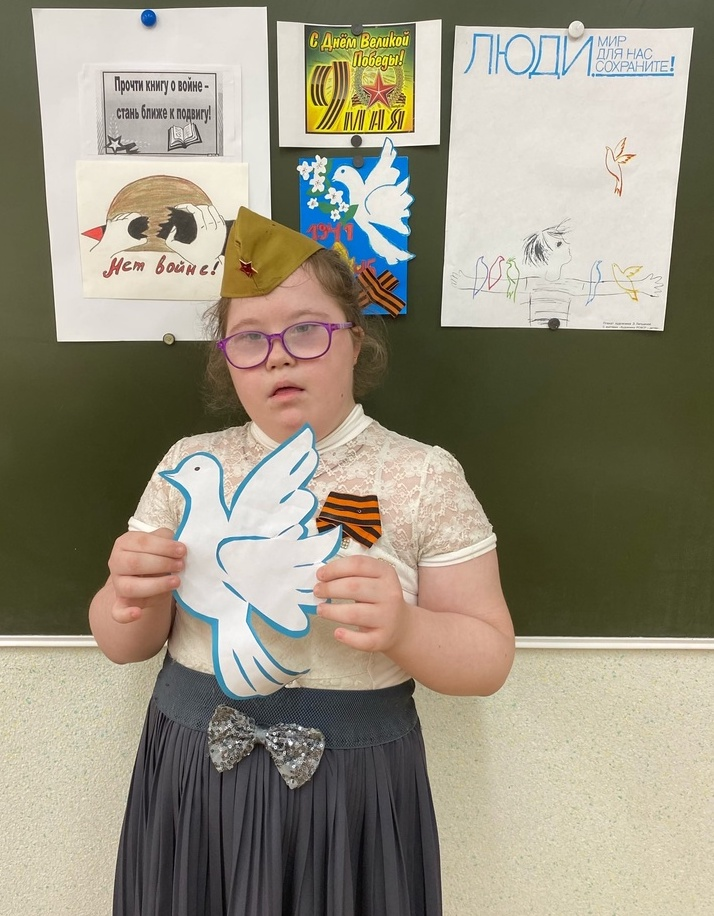 Прочти книгу о войне –
стань ближе к подвигу!
Нет войне!
С Днём Великой
Победы!
9
МАЯ
1941
ЛЮДИ,
МИР
ДЛЯ НАС
СОХРАНИТЕ!